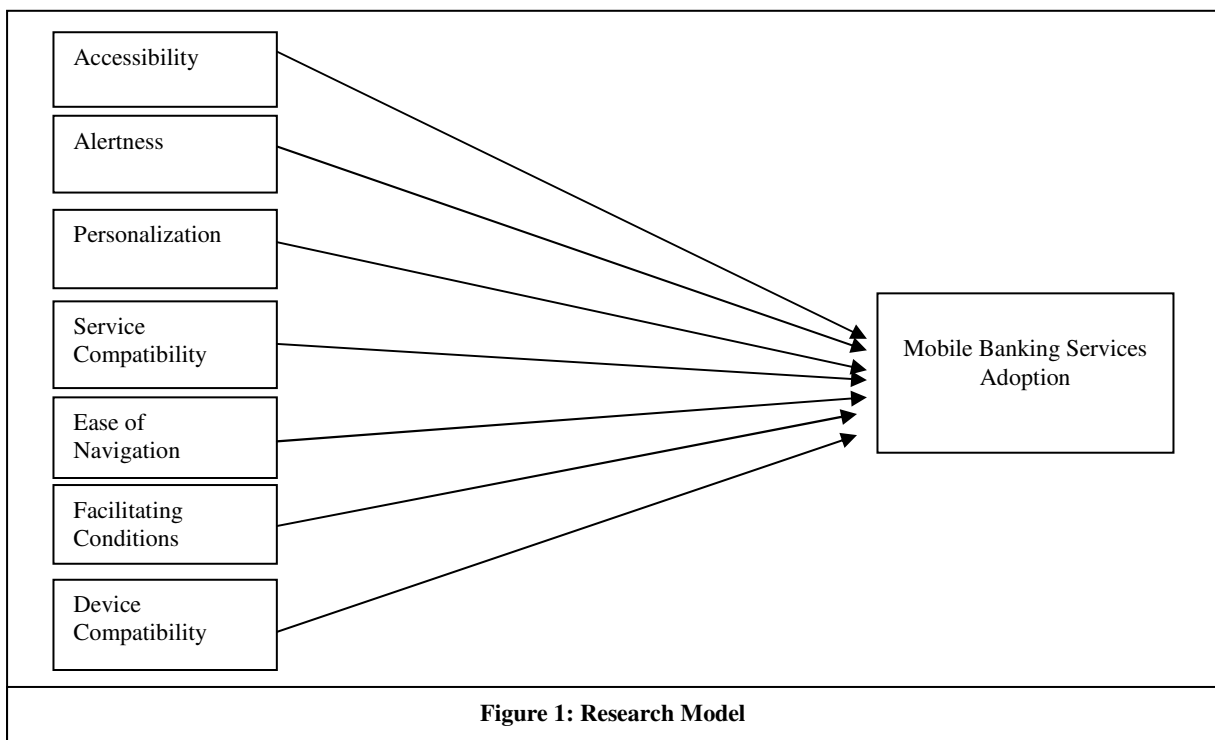 Accessibility
Alertness
Personalization
Service
Compatibility
Ease of
Navigation
Facilitating
Conditions
Device
Compatibility
Mobile Banking Services
Adoption
Figure 1: Research Model